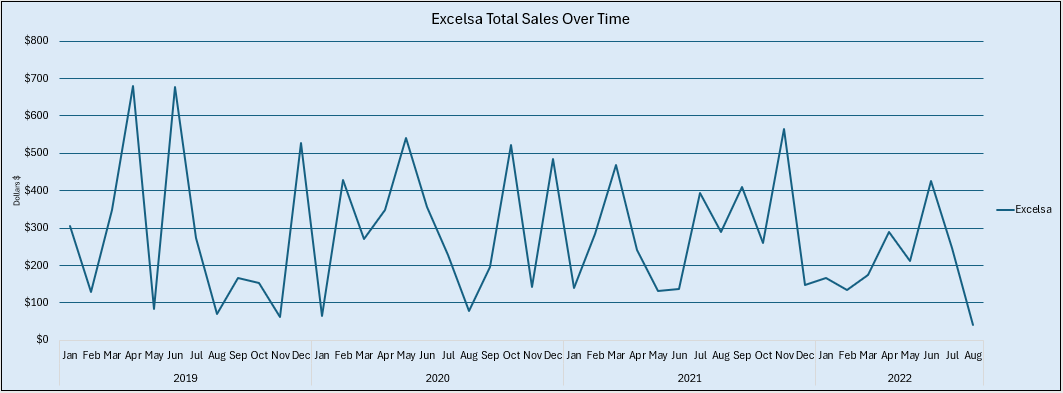 Excelsa Total Sales Over Time
$800
$700
$600
$500
$400
$300
$200
$100
$0
Dollars $
Excelsa
Jan Feb Mar Apr May Jun Jul Aug Sep Oct Nov Dec Jan Feb Mar Apr May Jun Jul Aug Sep Oct Nov Dec Jan Feb Mar Apr May Jun Jul Aug Sep Oct Nov Dec Jan Feb Mar Apr May Jun Jul Aug
2019 2020 2021 2022